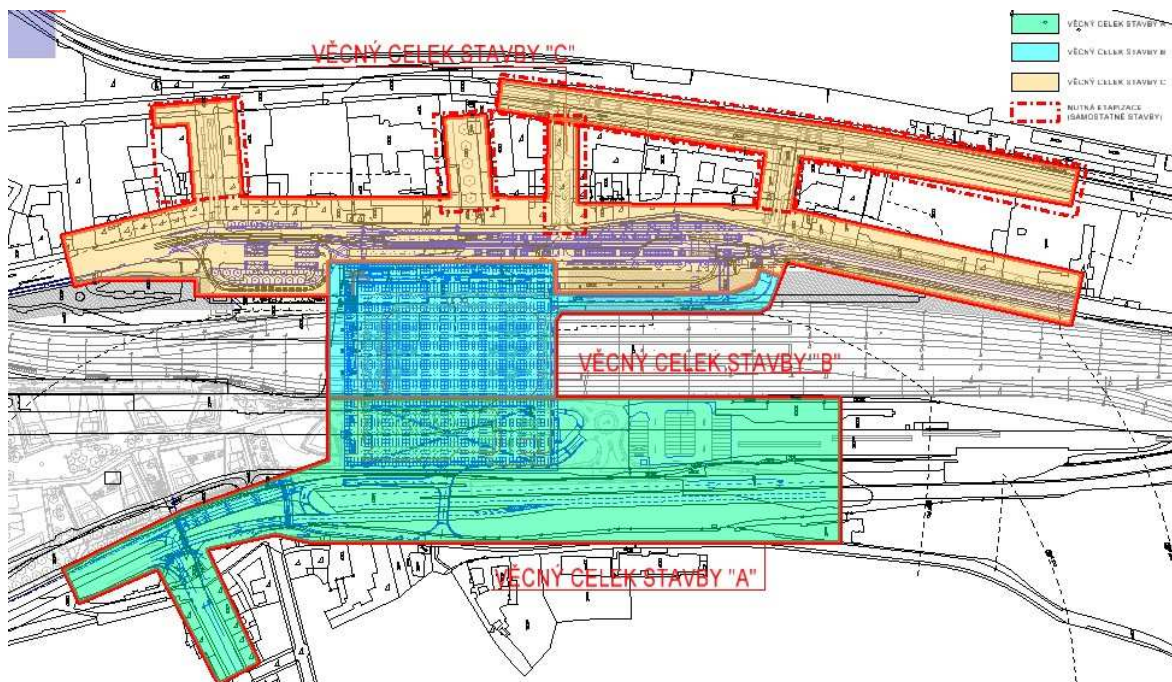 VĚCNÝ CELEK STAVBY "C"
VĚCNÝ CELEK STAVBY A
VĚCNÝ CELEK STAVBY B
VĚCNÝ CELEK STAVBY C
NUTNÁ ETAPIZACE
(SAMOSTATNÉ STAVBY)
VĚCNÝ CELEK STAVBY "B"
VĚCNÝ CELEK STAVBY "A"